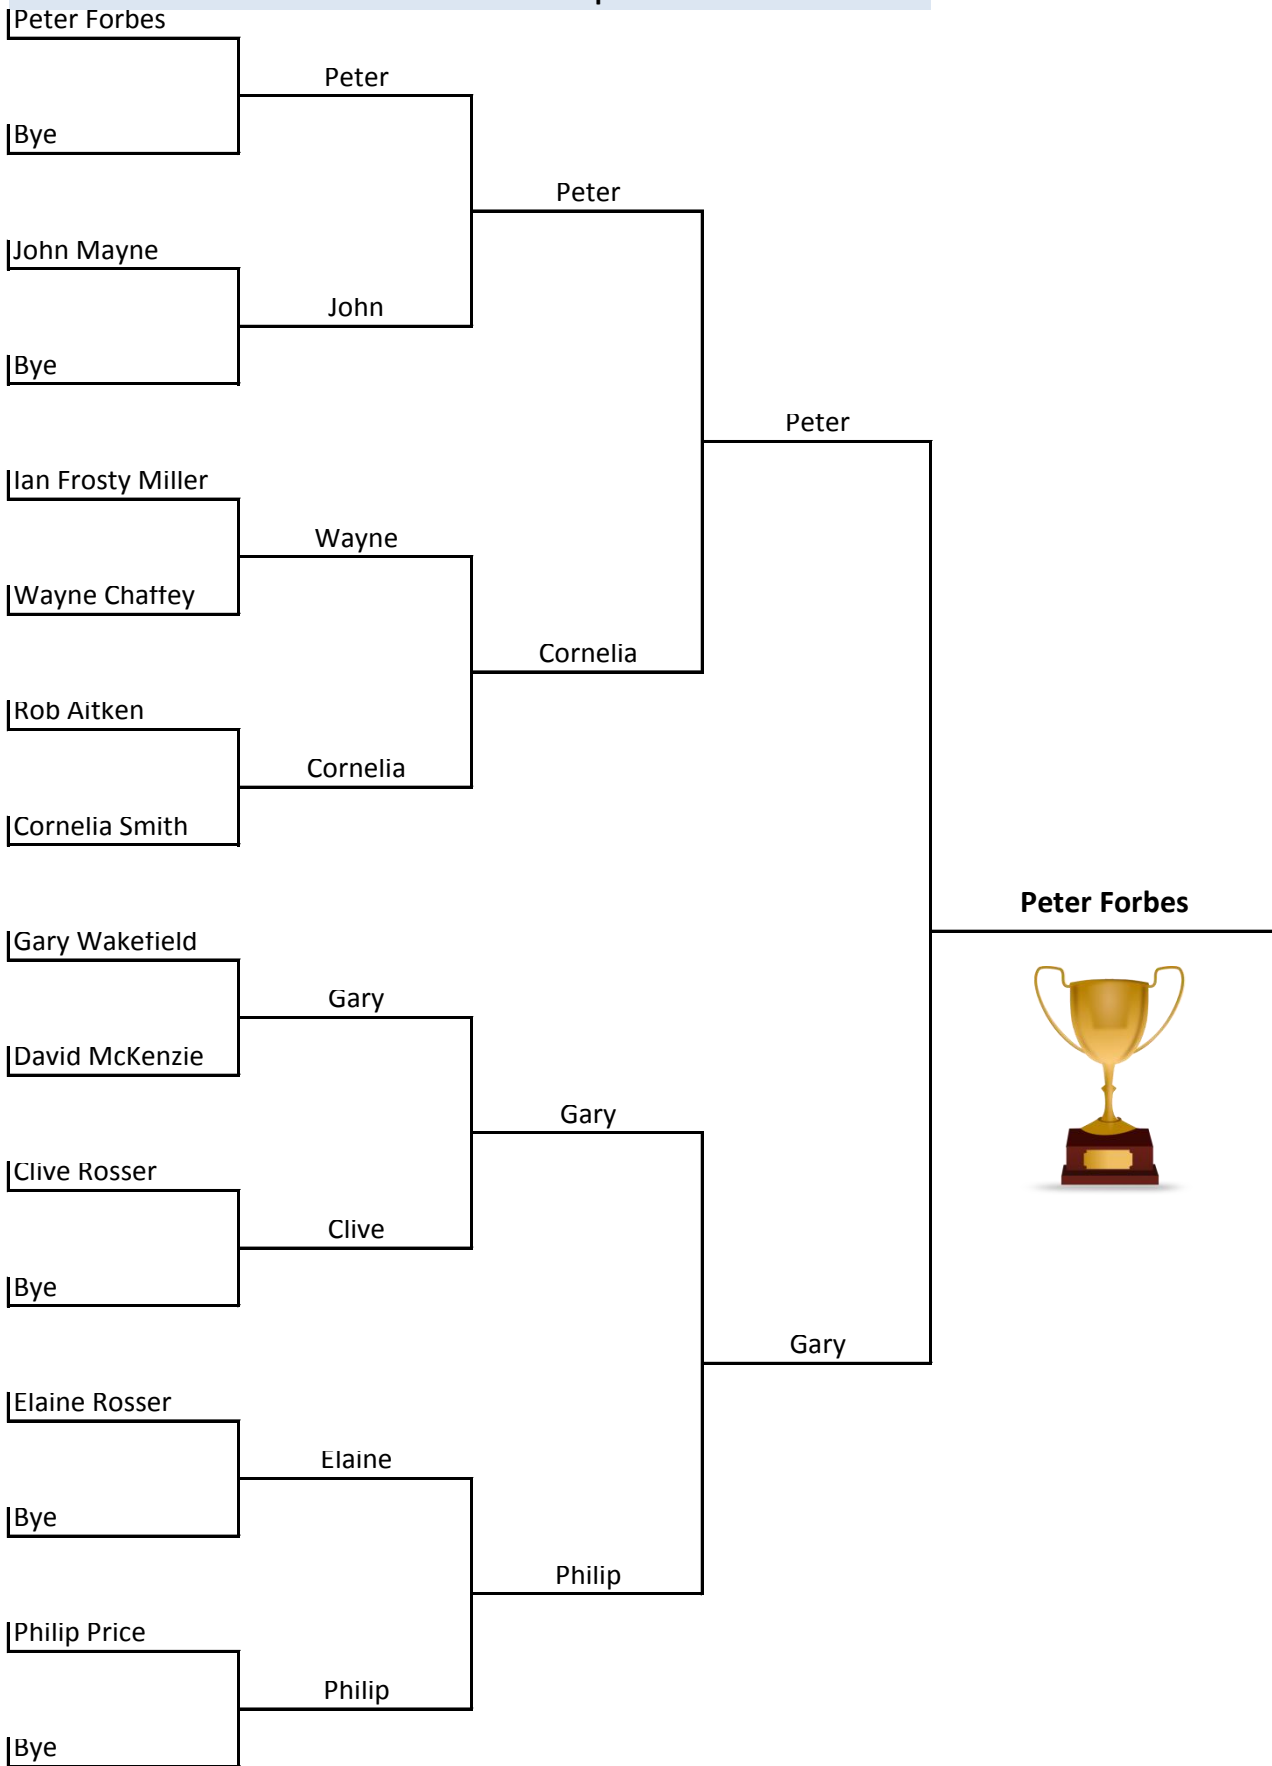 Peter Forbes
Peter
Bye
Peter
John Mayne
John
Bye
Peter
Ian Frosty Miller
Wayne
Wayne Chaffey
Cornelia
Rob Aitken
Cornelia
Cornelia Smith
Peter Forbes
Gary Wakefield
Gary
David McKenzie
Gary
Clive Rosser
Clive
Bye
Gary
Elaine Rosser
Elaine
Bye
Philip
Philip Price
Philip
Bye